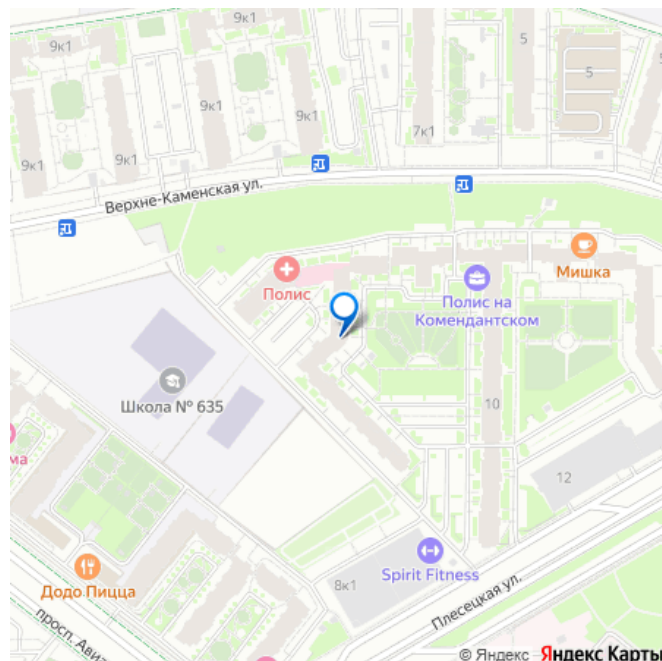 9к1
9к1
5
9к1
9к1
9к1
5
7к1
9к1
9к1
Верхне-Каменская ул.
Мишка
Полис
Полис на
Комендантском
Школа № 635
10
ма
12
Spirit Fitness
8к1
Додо Пицца
Плесецкая ул.
просп. Авиа
© Яндекс Яндекс Карты